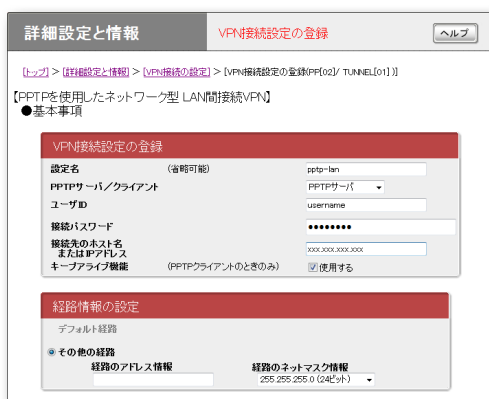 詳細設定と情報 VPN接続設定の登録 ヘルプ
[トップ] > [詳細設定と情報] > [VPN接続の設定] > [VPN接続設定の登録(PP[02]/ TUNNEL[01] )]
【PPTPを使用したネットワーク型 LAN間接続VPN】
●基本事項
VPN接続設定の登録
設定名 (省略可能) pptp-lan
PPTPサーバ／クライアント PPTPサーバ
ユーザID username
接続パスワード ●●●●●●●●
接続先のホスト名 xxx.xxx.xxx.xxx
またはIPアドレス
キープアライブ機能 (PPTPクライアントのときのみ) 使用する
経路情報の設定
デフォルト経路
その他の経路
経路のアドレス情報 経路のネットマスク情報
255.255.255.0 (24ビット)